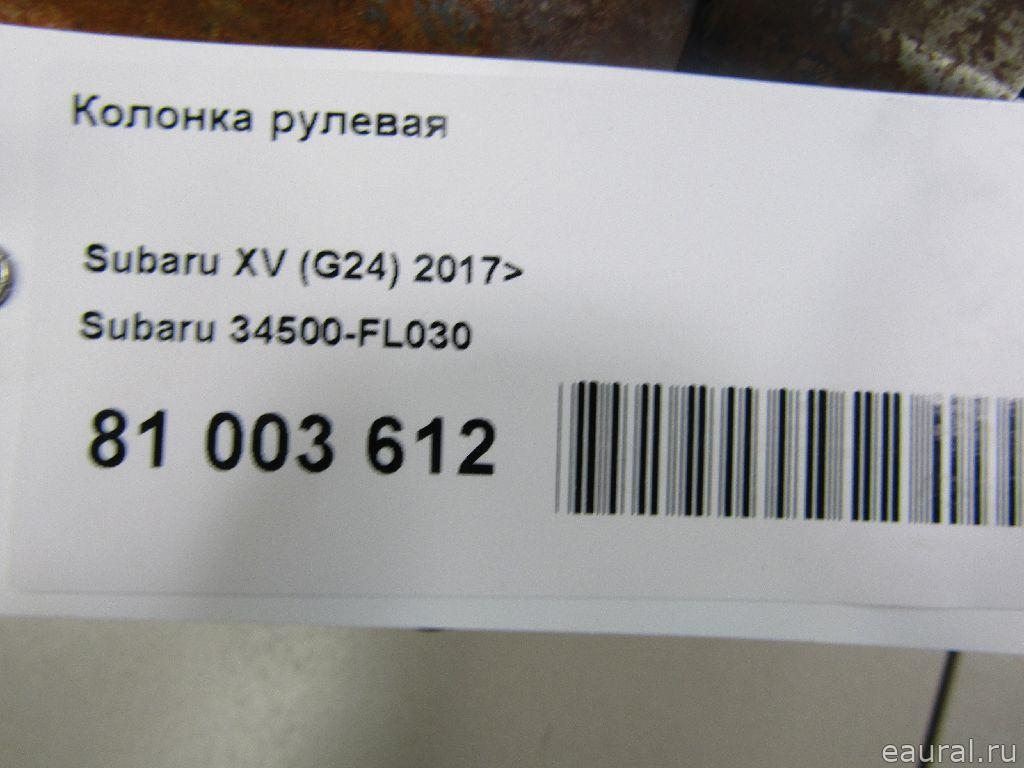 Колонка рулевая
Subaru XV (G24) 2017>
Subaru 34500-FL030
81 003 612
eaural.ru